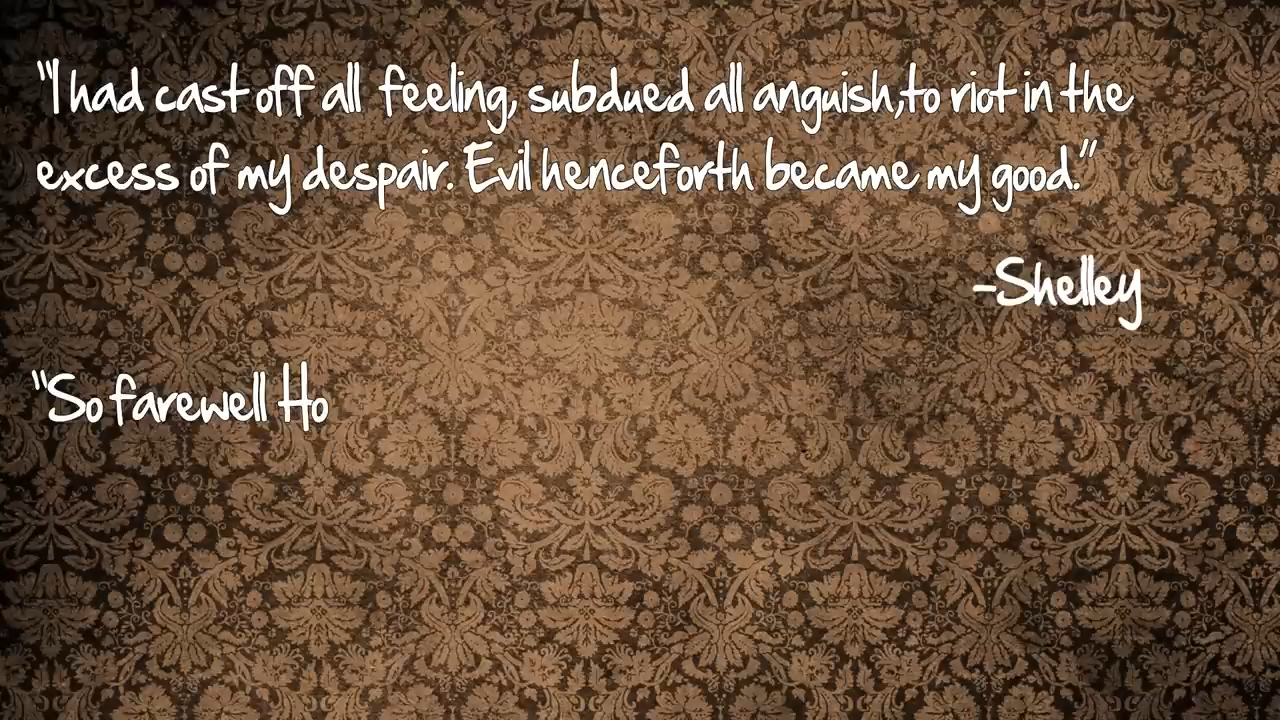 "I had cast off all feeling, subdued all anguish,to riot in the
excess of my despair. Evil henceforth became my good."
-Shelley
"So farewell Ho